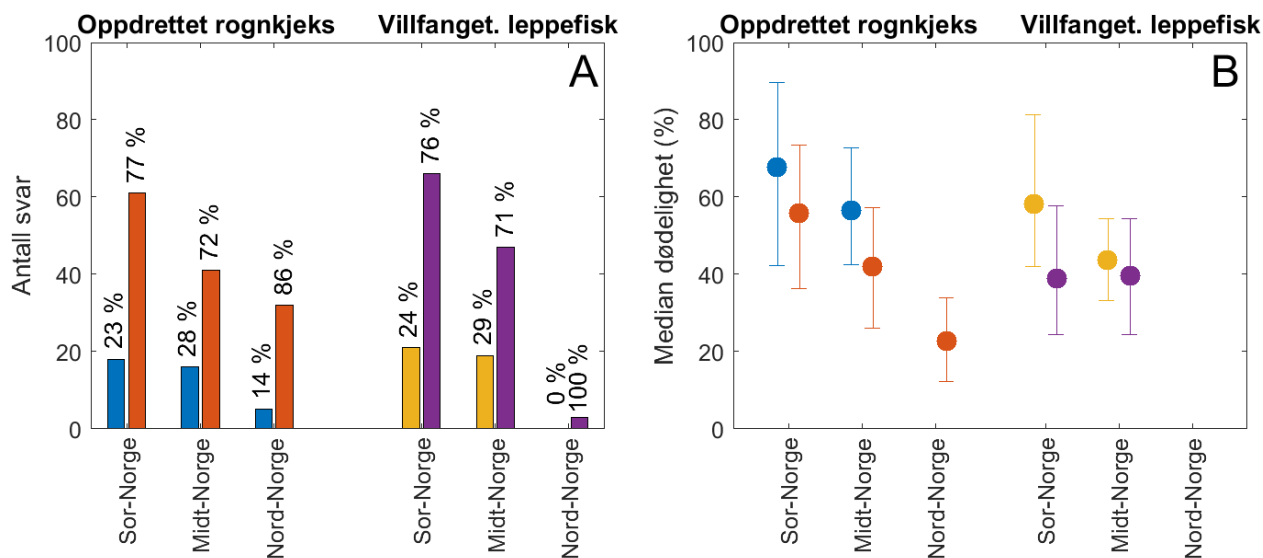 Oppdrettet rognkjeks
Villfanget. leppefisk
A
Antall svar
100
80
60
40
20
0
23 %
77 %
28 %
72 %
14 %
86 %
24 %
76 %
29 %
71 %
0 %
100 %
Sor-Norge
Midt-Norge
Nord-Norge
Sor-Norge
Midt-Norge
Nord-Norge
Oppdrettet rognkjeks
Villfanget. leppefisk
B
Median dødelighet (%)
100
80
60
40
20
0
Sor-Norge
Midt-Norge
Nord-Norge
Sor-Norge
Midt-Norge
Nord-Norge